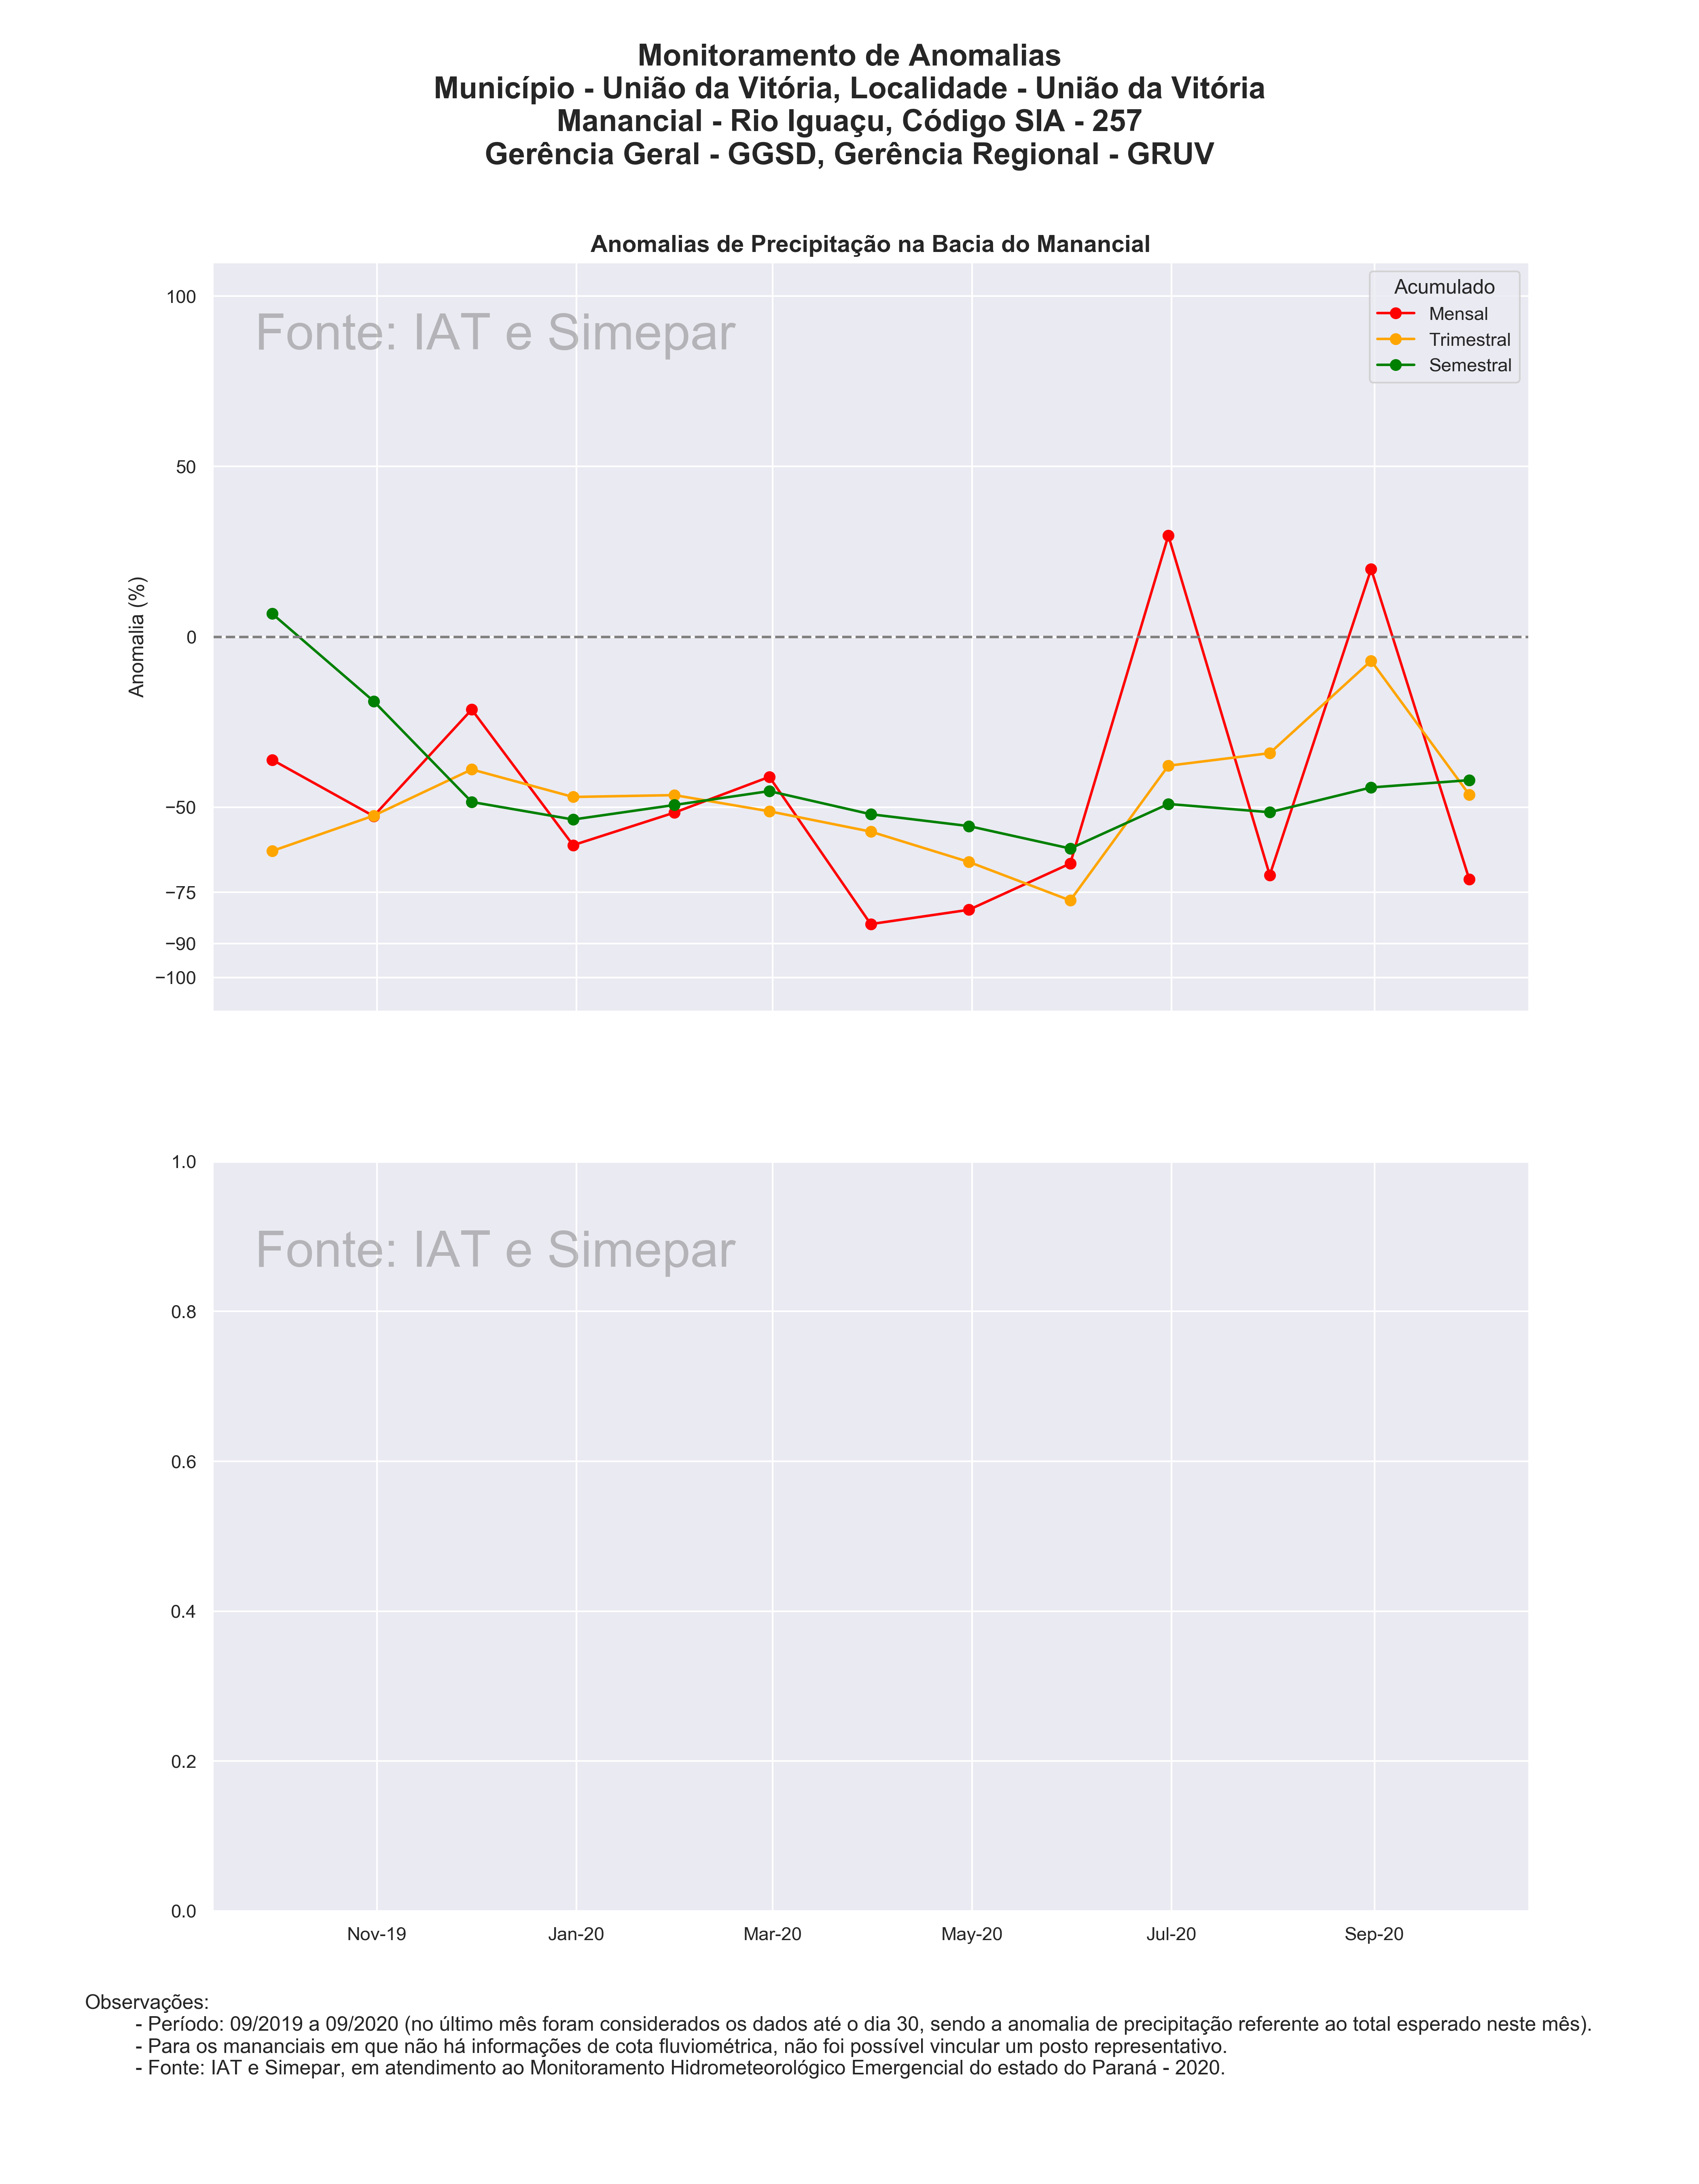 Monitoramento de Anomalias
Município - União da Vitória, Localidade - União da Vitória
Manancial - Rio Iguaçu, Código SIA - 257
Gerência Geral - GGSD, Gerência Regional - GRUV
Anomalias de Precipitação na Bacia do Manancial
Fonte: IAT e Simepar
Acumulado
Mensal
Trimestral
Semestral
Anomalia (%)
100
50
0
−50
−75
−90
−100
Fonte: IAT e Simepar
1.0
0.8
0.6
0.4
0.2
0.0
Nov-19 Jan-20 Mar-20 May-20 Jul-20 Sep-20
Observações:
- Período: 09/2019 a 09/2020 (no último mês foram considerados os dados até o dia 30, sendo a anomalia de precipitação referente ao total esperado neste mês).
- Para os mananciais em que não há informações de cota fluviométrica, não foi possível vincular um posto representativo.
- Fonte: IAT e Simepar, em atendimento ao Monitoramento Hidrometeorológico Emergencial do estado do Paraná - 2020.